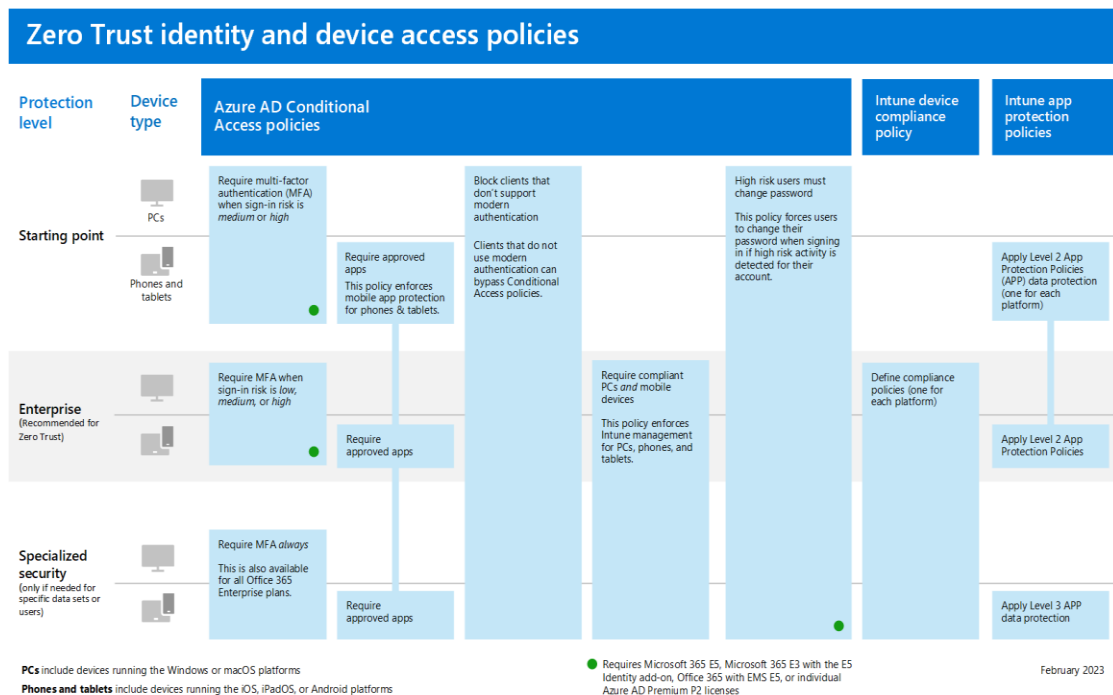 Zero Trust identity and device access policies
Protection
level
Device
type
Azure AD Conditional
Access policies
Intune device
compliance
policy
Intune app
protection
policies
Starting point
PCs
Phones and
tablets
Require multi-factor
authentication (MFA)
when sign-in risk is
medium or high
Require approved
apps
This policy enforces
mobile app protection
for phones & tablets.
Block clients that
don't support
modern
authentication
Clients that do not
use modern
authentication can
bypass Conditional
Access policies.
High risk users must
change password
This policy forces users
to change their
password when signing
in if high risk activity is
detected for their
account.
Apply Level 2 App
Protection Policies
(APP) data protection
(one for each
platform)
Enterprise
(Recommended for
Zero Trust)
Require MFA when
sign-in risk is low,
medium, or high
Require
approved apps
Require compliant
PCs and mobile
devices
This policy enforces
Intune management
for PCs, phones, and
tablets.
Define compliance
policies (one for
each platform)
Apply Level 2 App
Protection Policies
Specialized
security
(only if needed for
specific data sets or
users)
Require MFA always
This is also available
for all Office 365
Enterprise plans.
Require
approved apps
Apply Level 3 APP
data protection
PCs include devices running the Windows or macOS platforms
Phones and tablets include devices running the iOS, iPadOS, or Android platforms
Requires Microsoft 365 E5, Microsoft 365 E3 with the E5
Identity add-on, Office 365 with EMS E5, or individual
Azure AD Premium P2 licenses
February 2023